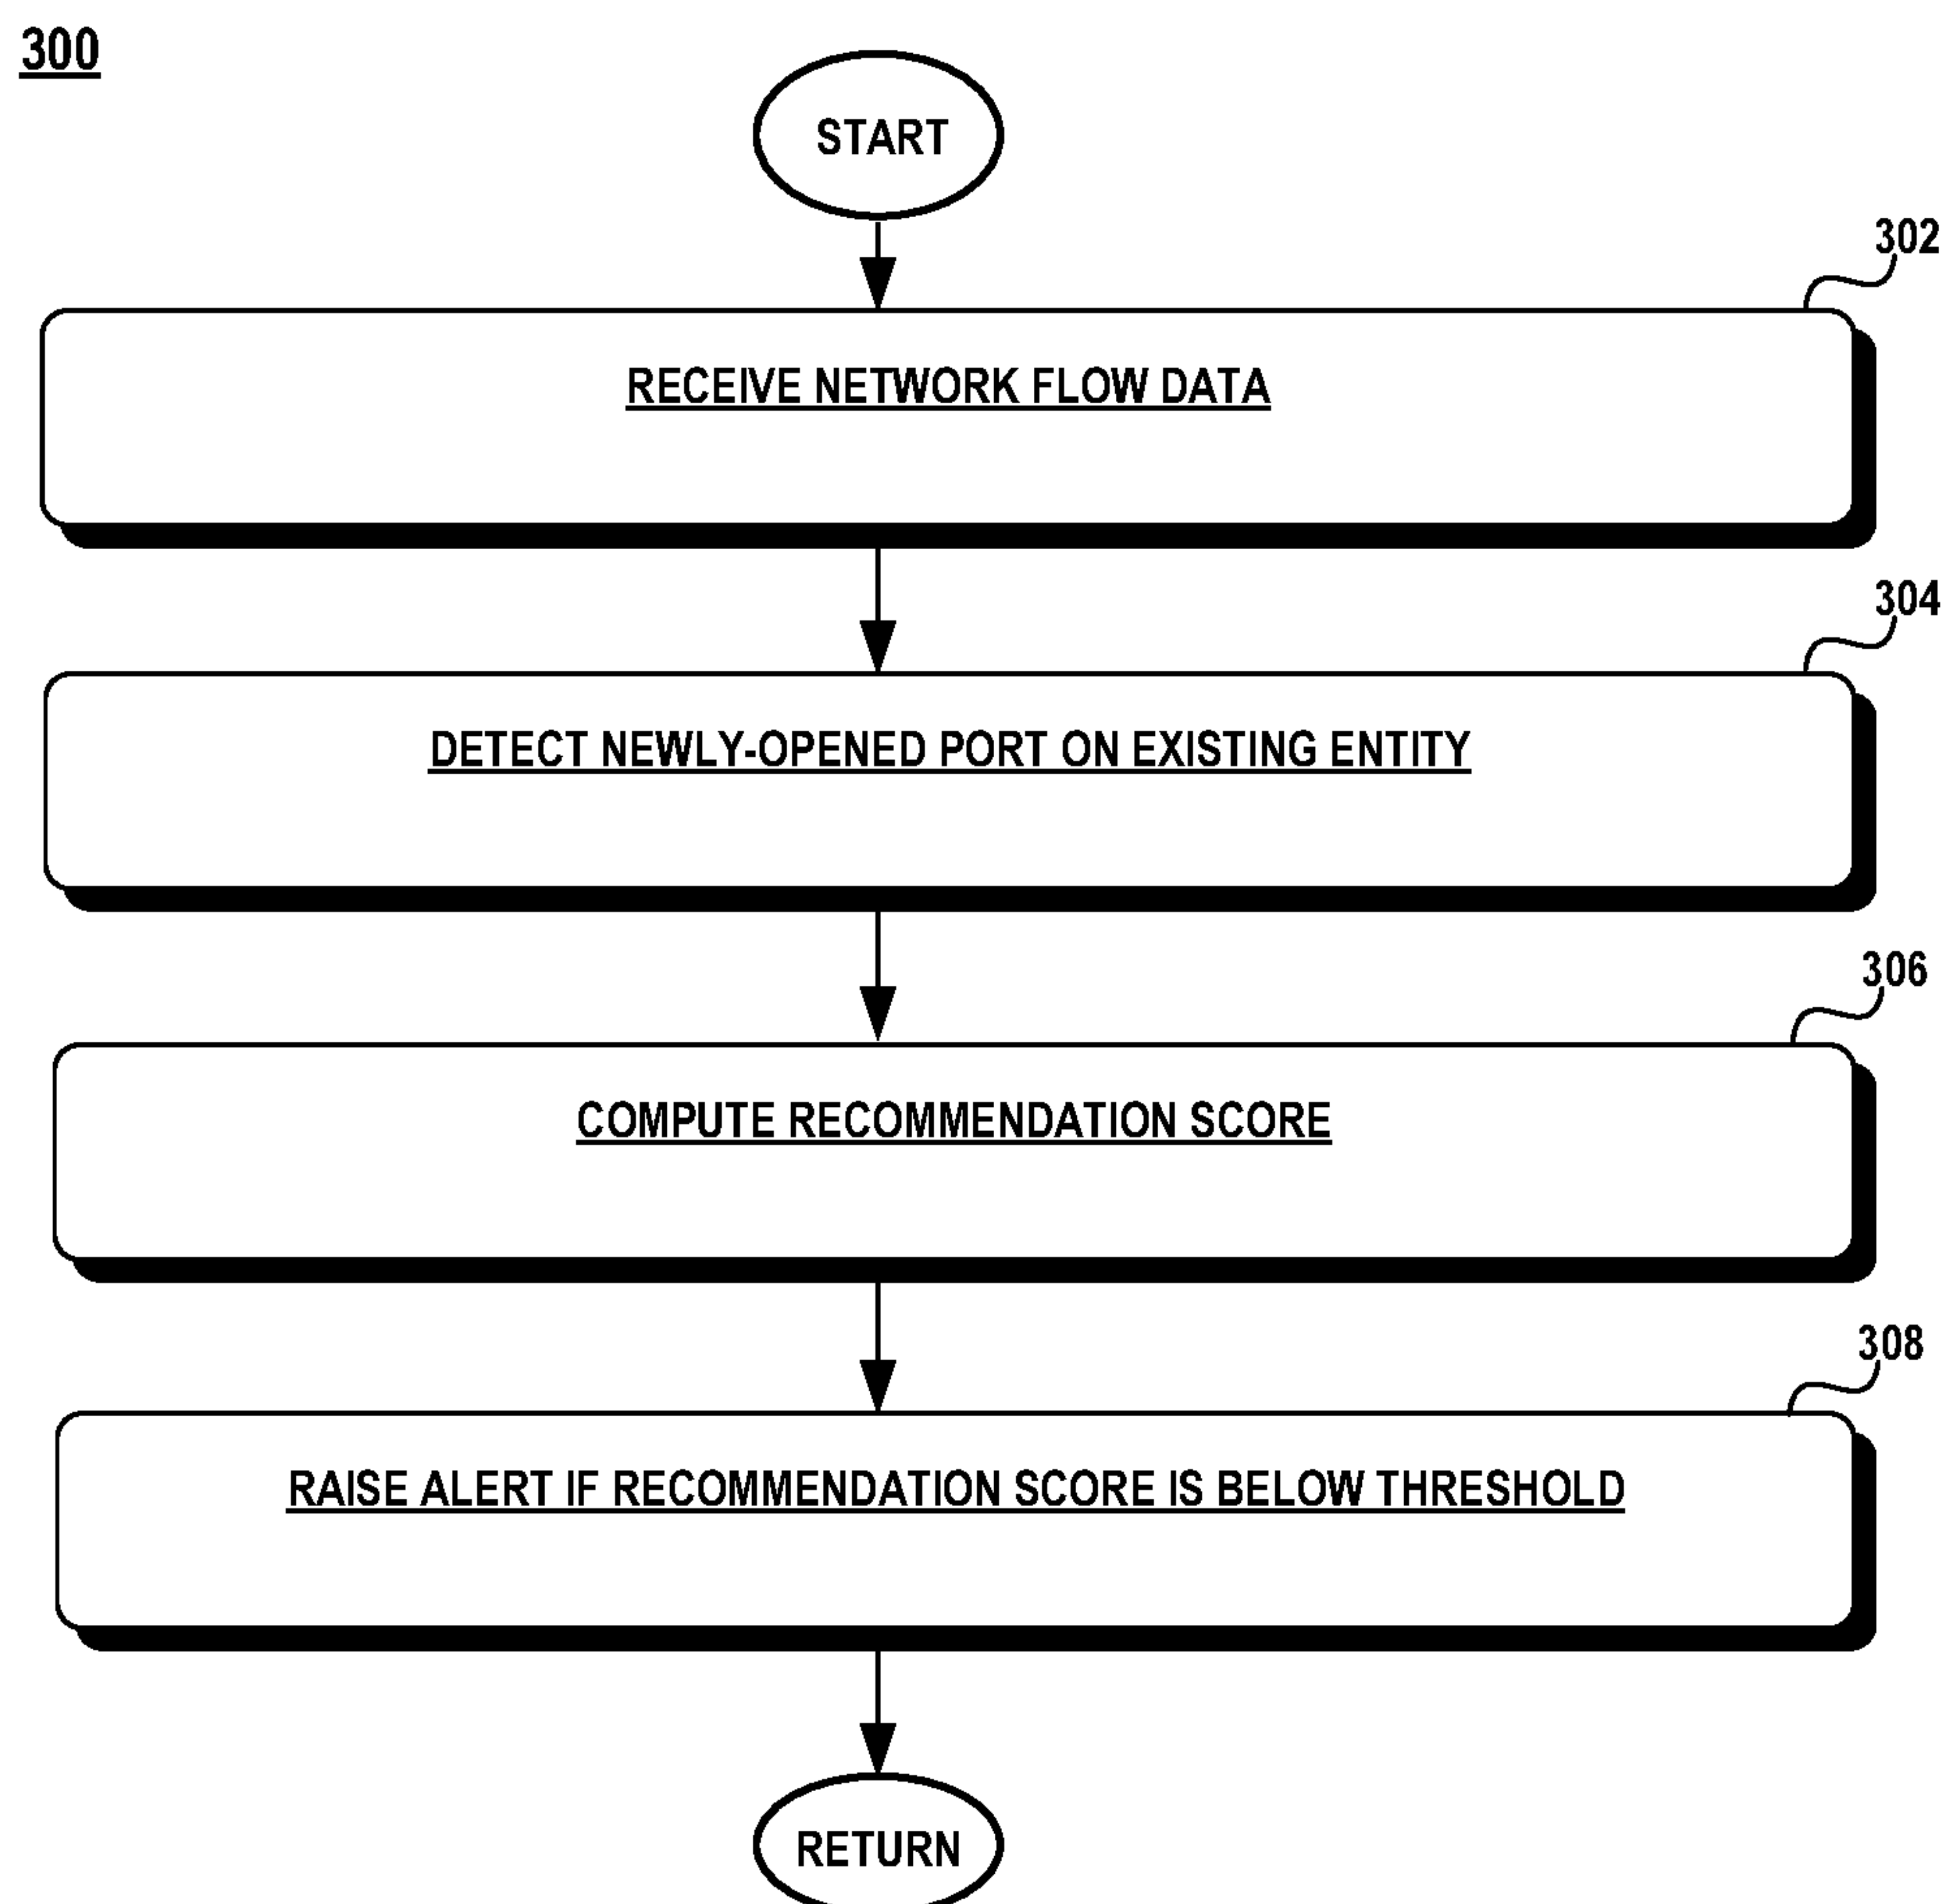 300
START
302
RECEIVE NETWORK FLOW DATA
304
DETECT NEWLY-OPENED PORT ON EXISTING ENTITY
306
COMPUTE RECOMMENDATION SCORE
308
RAISE ALERT IF RECOMMENDATION SCORE IS BELOW THRESHOLD
RETURN